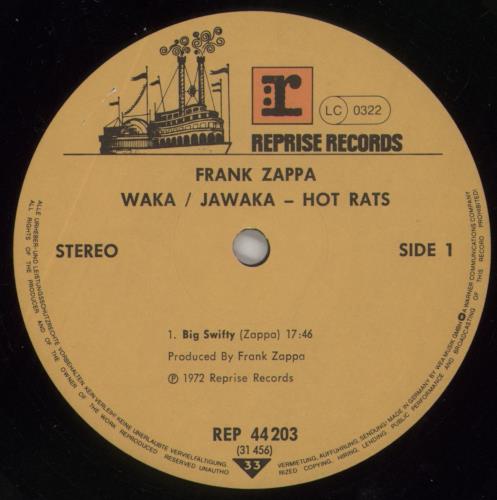 r
LC 0322
REPRISE RECORDS
FRANK ZAPPA
WAKA / JAWAKA – HOT RATS
STEREO
SIDE 1
1. Big Swifty (Zappa) 17:46
Produced By Frank Zappa
Ⓟ 1972 Reprise Records
REP 44 203
(31 456)
33
ALLE URHEBER- UND LEISTUNGSSCHUTZRECHTE VORBEHALTEN. KEIN VERLEIH! KEINE UNERLAUBTE VERVIELFÄLTIGUNG,
VERMIETUNG, AUFFÜHRUNG, SENDUNG! MADE IN GERMANY BY WEA MUSIK GMBH A WARNER COMMUNICATIONS COMPANY
ALL RIGHTS OF THE PRODUCER AND OF THE OWNER OF THE WORK REPRODUCED RESERVED UNAUTHO
RIZED COPYING, HIRING, LENDING, PUBLIC PERFORMANCE AND BROADCASTING OF THIS RECORD PROHIBITED!